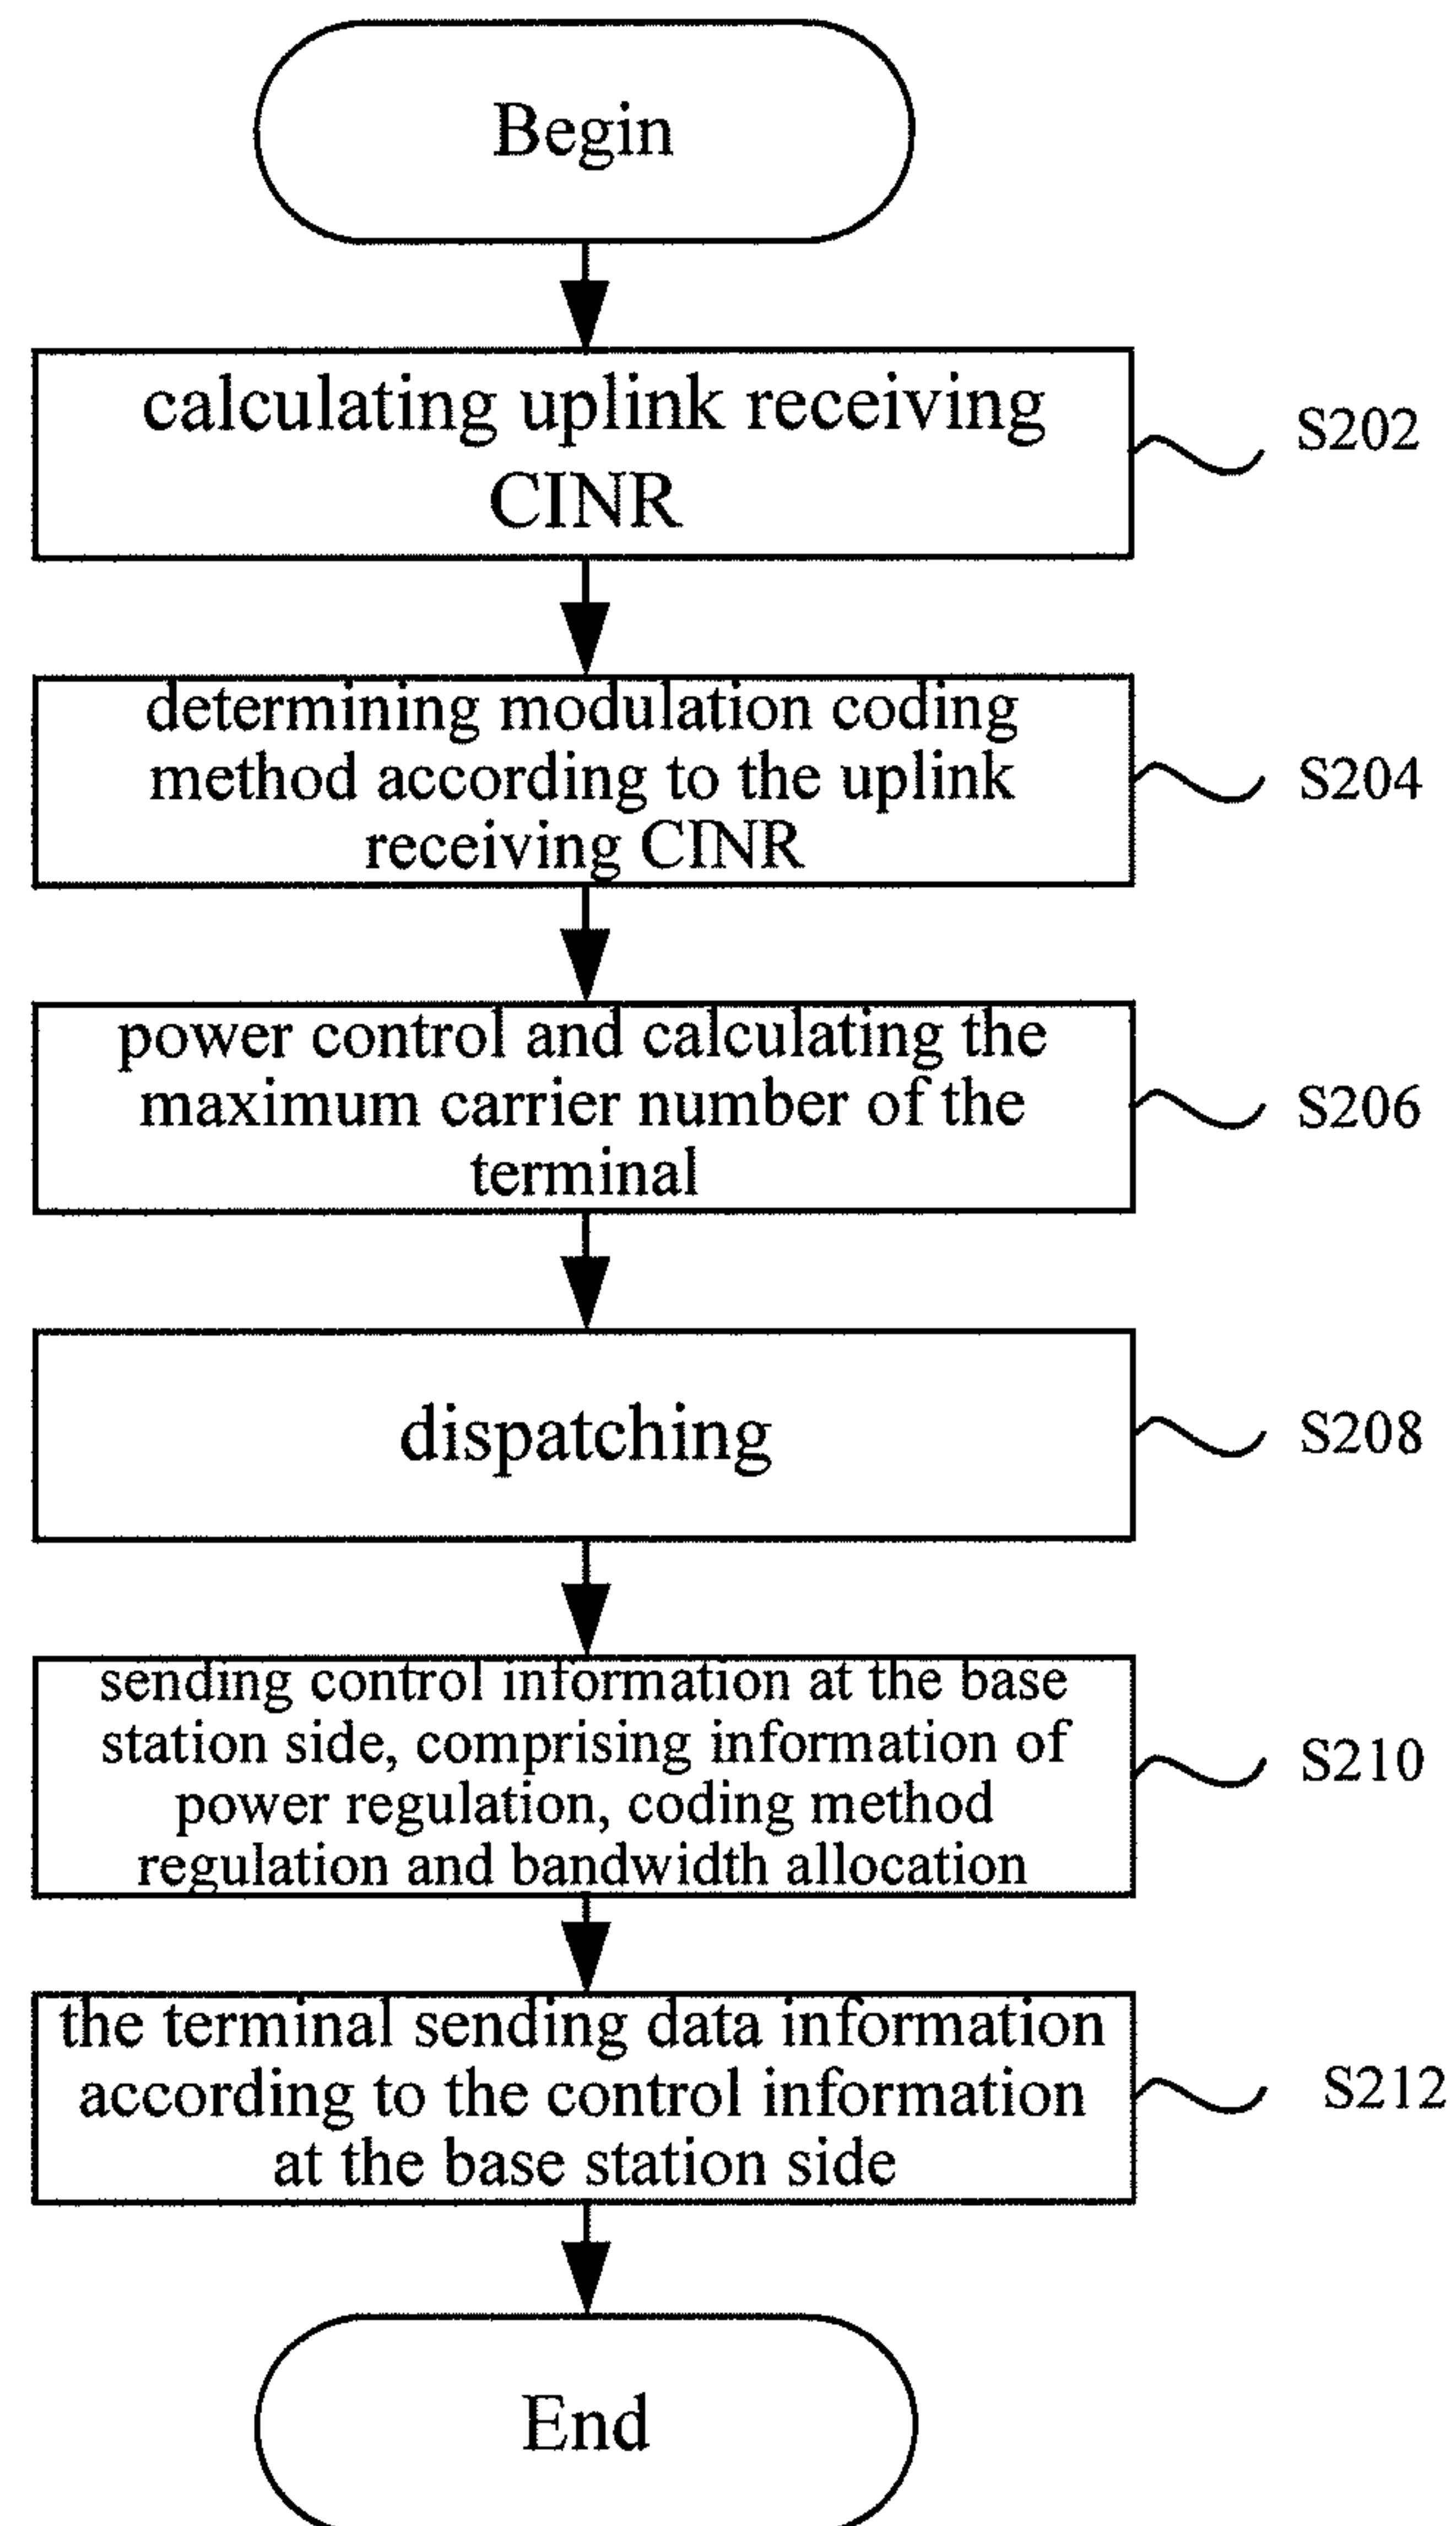 Begin
calculating uplink receiving
CINR
S202
determining modulation coding
method according to the uplink
receiving CINR
S204
power control and calculating the
maximum carrier number of the
terminal
S206
dispatching
S208
sending control information at the base
station side, comprising information of
power regulation, coding method
regulation and bandwidth allocation
S210
the terminal sending data information
according to the control information
at the base station side
S212
End